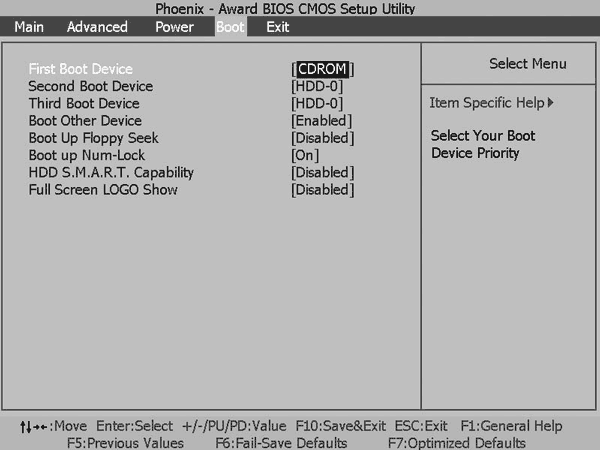 Phoenix - Award BIOS CMOS Setup Utility
Main Advanced Power Boot Exit
First Boot Device [CDROM] Select Menu
Second Boot Device [HDD-0]
Third Boot Device [HDD-0] Item Specific Help
Boot Other Device [Enabled]
Boot Up Floppy Seek [Disabled] Select Your Boot
Boot up Num-Lock [On] Device Priority
HDD S.M.A.R.T. Capability [Disabled]
Full Screen LOGO Show [Disabled]
↑↓→←:Move Enter:Select +/-/PU/PD:Value F10:Save&Exit ESC:Exit F1:General Help
F5:Previous Values F6:Fail-Save Defaults F7:Optimized Defaults